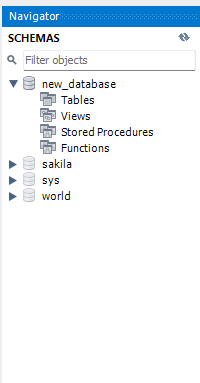 Navigator
SCHEMAS
Filter objects
new_database
Tables
Views
Stored Procedures
Functions
sakila
sys
world